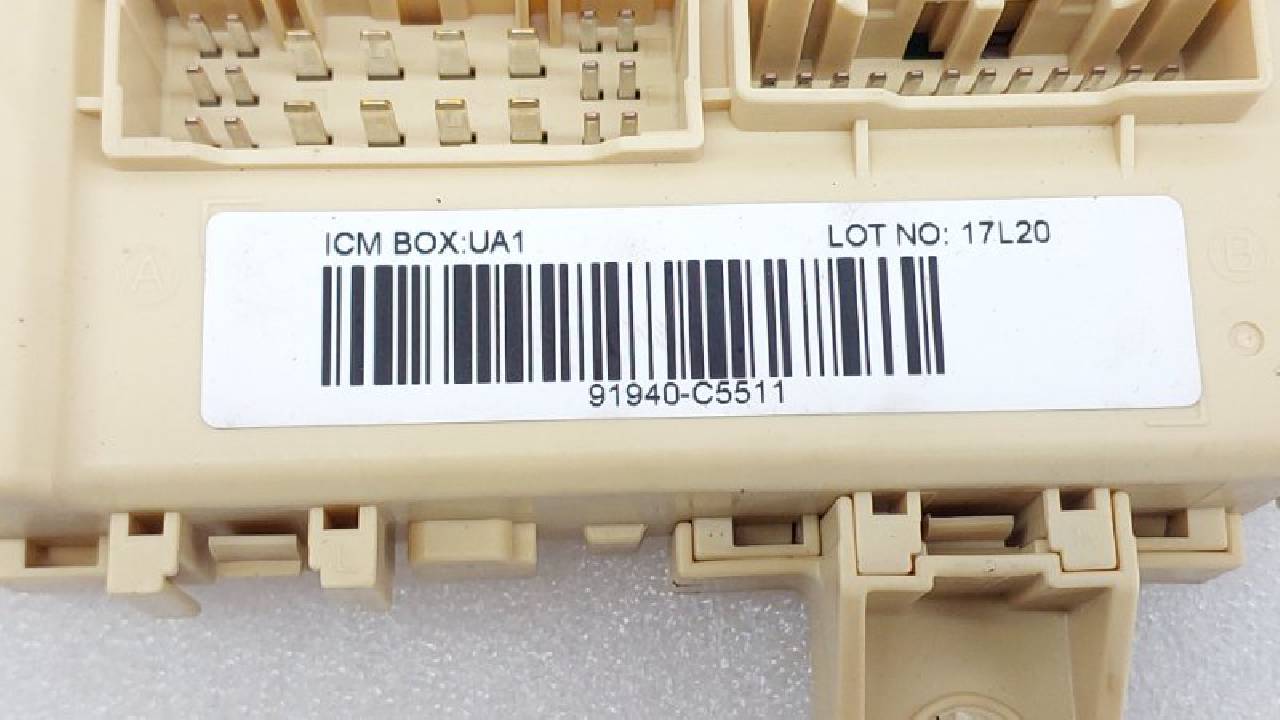 ICM BOX:UA1 LOT NO: 17L20
91940-C5511
A
B